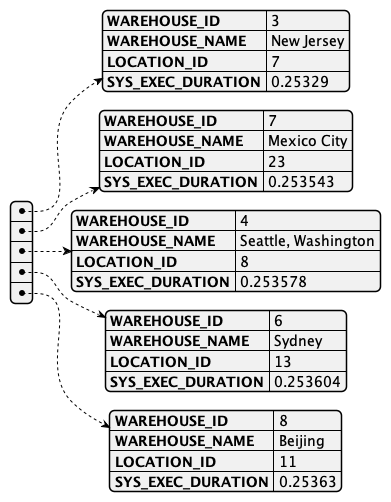 WAREHOUSE_ID 3
WAREHOUSE_NAME New Jersey
LOCATION_ID 7
SYS_EXEC_DURATION 0.25329
WAREHOUSE_ID 7
WAREHOUSE_NAME Mexico City
LOCATION_ID 23
SYS_EXEC_DURATION 0.253543
WAREHOUSE_ID 4
WAREHOUSE_NAME Seattle, Washington
LOCATION_ID 8
SYS_EXEC_DURATION 0.253578
WAREHOUSE_ID 6
WAREHOUSE_NAME Sydney
LOCATION_ID 13
SYS_EXEC_DURATION 0.253604
WAREHOUSE_ID 8
WAREHOUSE_NAME Beijing
LOCATION_ID 11
SYS_EXEC_DURATION 0.25363